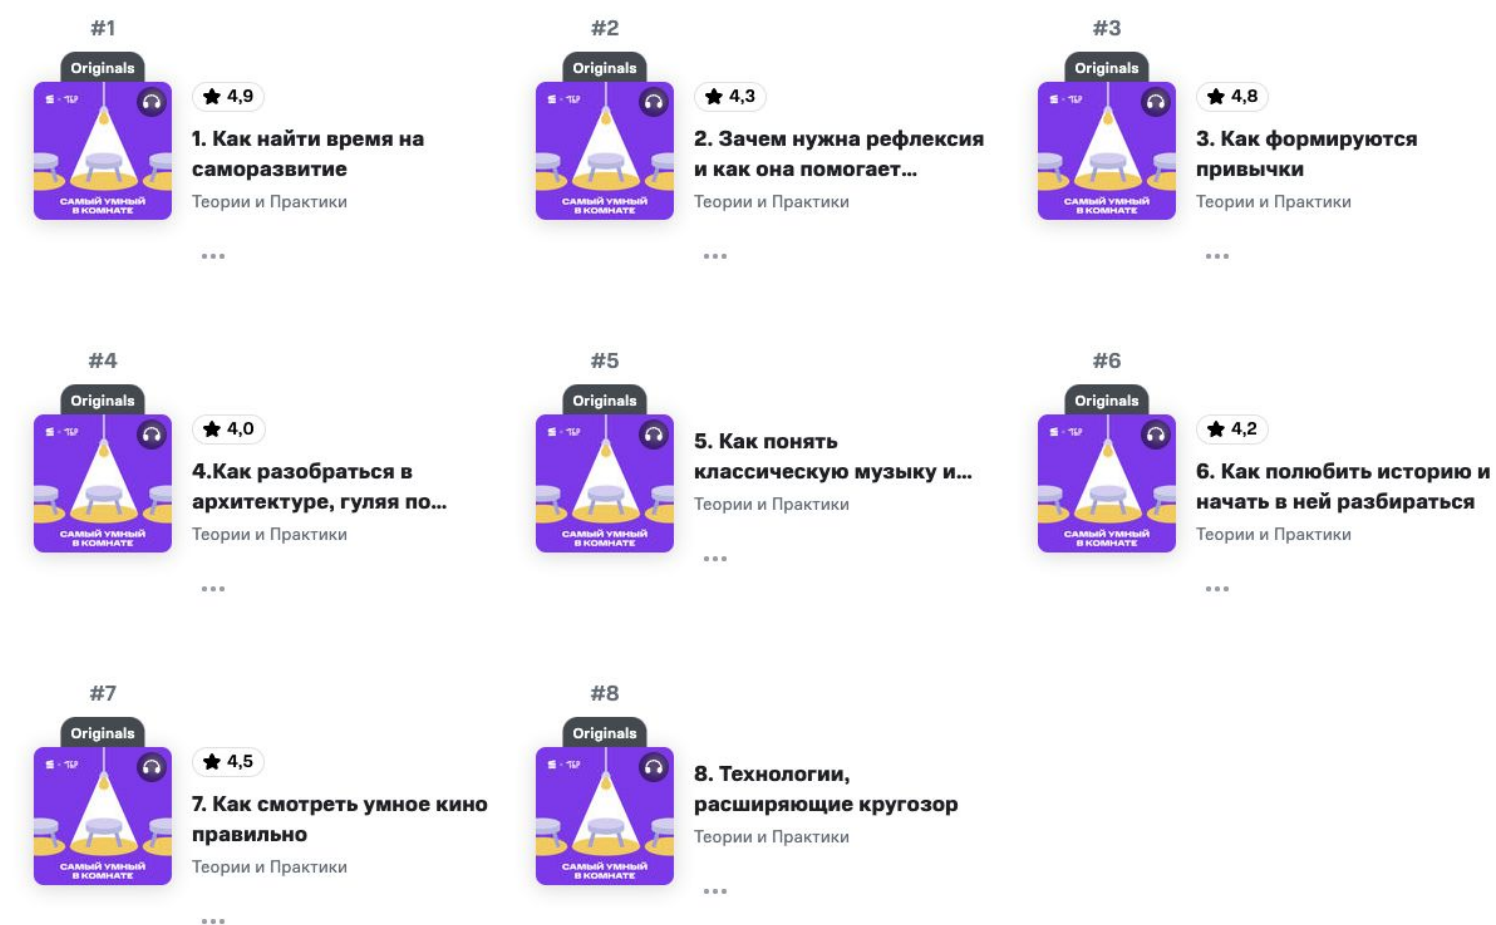 #1
Originals
4,9
1. Как найти время на
саморазвитие
Теории и Практики
САМЫЙ УМНЫЙ
В КОМНАТЕ
#2
Originals
4,3
2. Зачем нужна рефлексия
и как она помогает...
Теории и Практики
САМЫЙ УМНЫЙ
В КОМНАТЕ
#3
Originals
4,8
3. Как формируются
привычки
Теории и Практики
САМЫЙ УМНЫЙ
В КОМНАТЕ
#4
Originals
4,0
4.Как разобраться в
архитектуре, гуляя по...
Теории и Практики
САМЫЙ УМНЫЙ
В КОМНАТЕ
#5
Originals
5. Как понять
классическую музыку и...
Теории и Практики
САМЫЙ УМНЫЙ
В КОМНАТЕ
#6
Originals
4,2
6. Как полюбить историю и
начать в ней разбираться
Теории и Практики
САМЫЙ УМНЫЙ
В КОМНАТЕ
#7
Originals
4,5
7. Как смотреть умное кино
правильно
Теории и Практики
САМЫЙ УМНЫЙ
В КОМНАТЕ
#8
Originals
8. Технологии,
расширяющие кругозор
Теории и Практики
САМЫЙ УМНЫЙ
В КОМНАТЕ